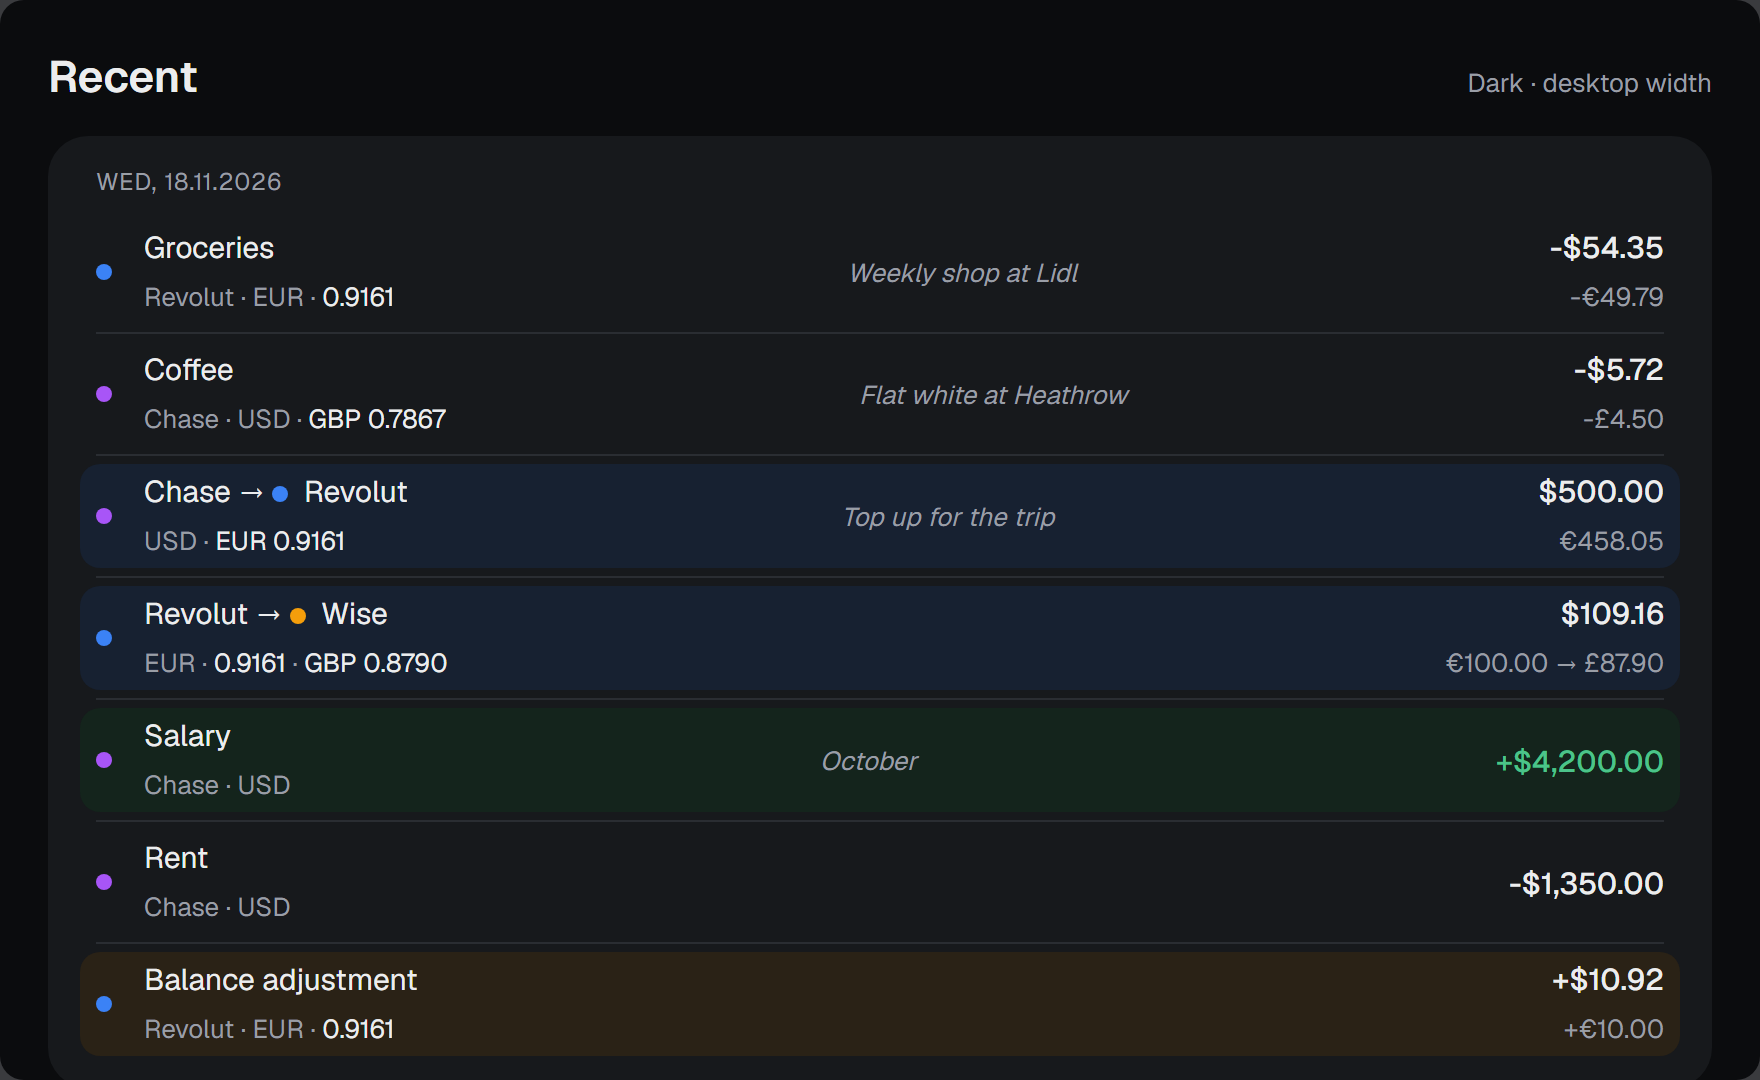 Recent
Dark · desktop width
WED, 18.11.2026
Groceries
Revolut · EUR · 0.9161
Weekly shop at Lidl
-$54.35
-€49.79
Coffee
Chase · USD · GBP 0.7867
Flat white at Heathrow
-$5.72
-£4.50
Chase → Revolut
USD · EUR 0.9161
Top up for the trip
$500.00
€458.05
Revolut → Wise
EUR · 0.9161 · GBP 0.8790
$109.16
€100.00 → £87.90
Salary
Chase · USD
October
+$4,200.00
Rent
Chase · USD
-$1,350.00
Balance adjustment
Revolut · EUR · 0.9161
+$10.92
+€10.00